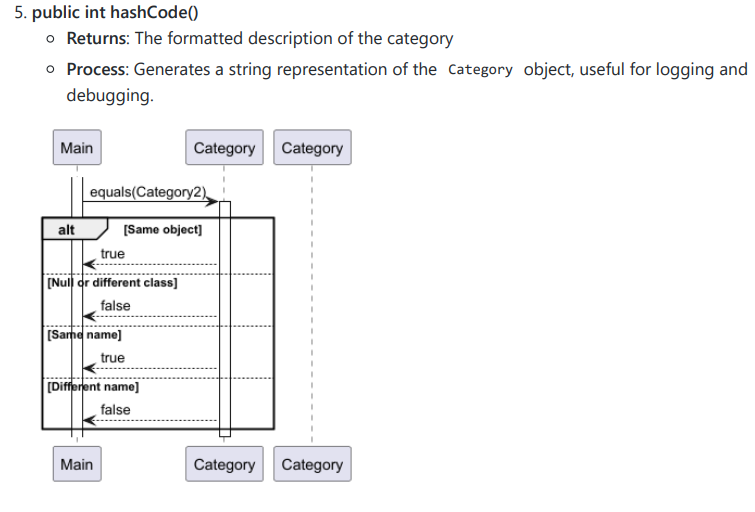 5. public int hashCode()
Returns: The formatted description of the category
Process: Generates a string representation of the Category object, useful for logging and
debugging.
Main Category Category
equals(Category2)
alt [Same object]
true
[Null or different class]
false
[Same name]
true
[Different name]
false
Main Category Category